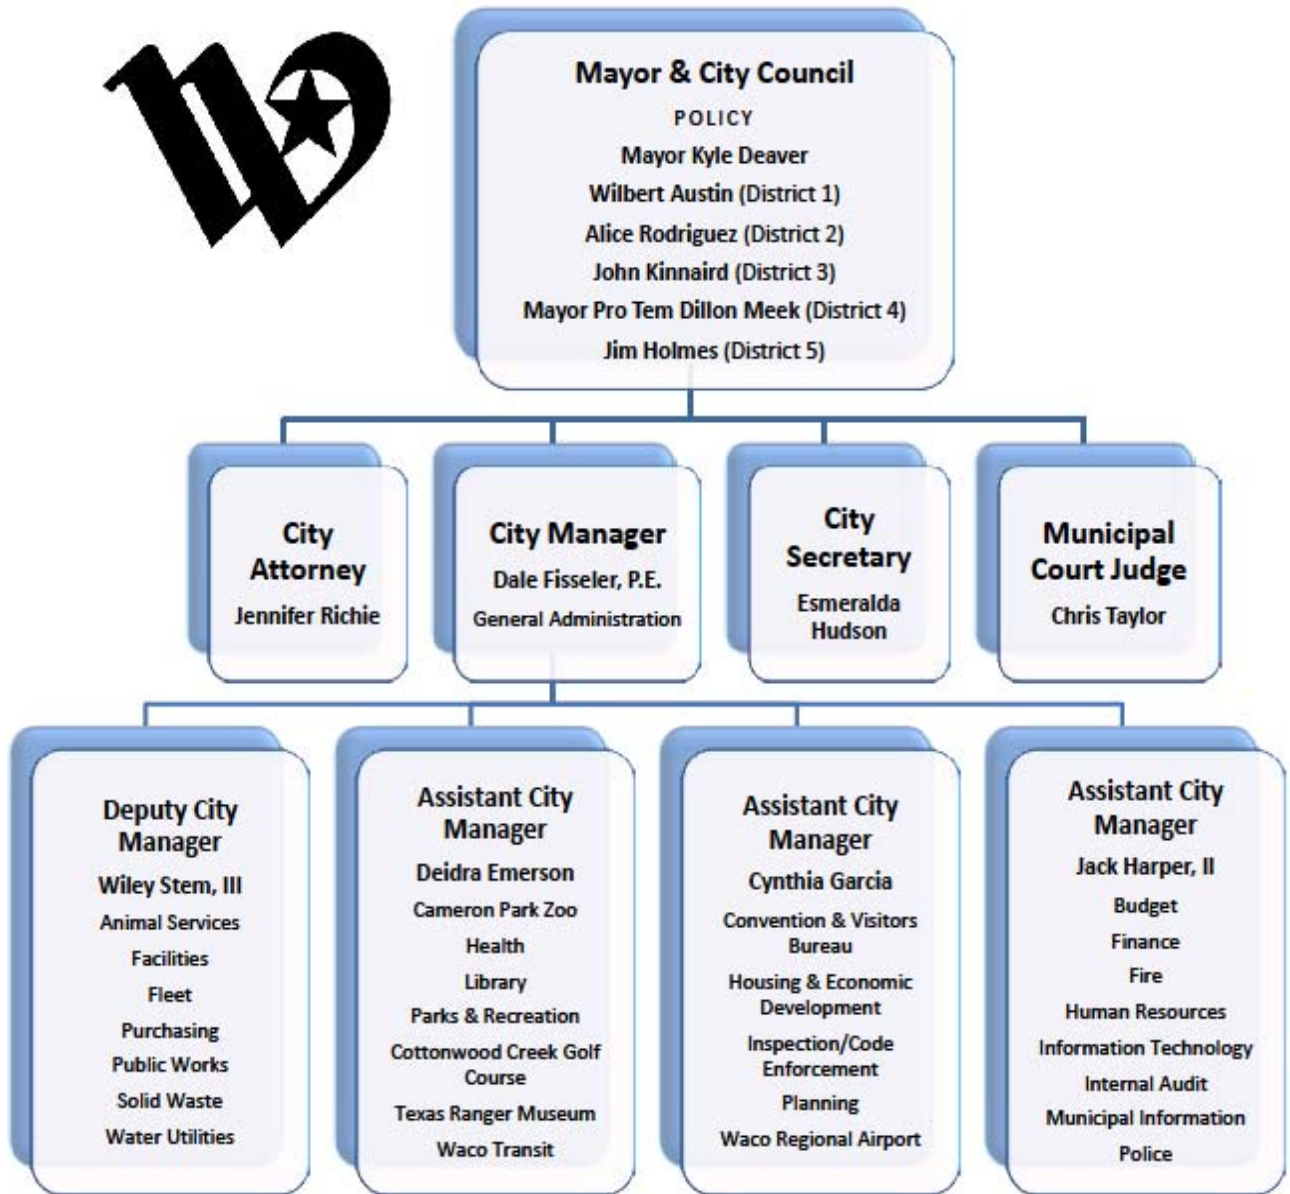 Mayor & City Council
POLICY
Mayor Kyle Deaver
Wilbert Austin (District 1)
Alice Rodriguez (District 2)
John Kinnaird (District 3)
Mayor Pro Tem Dillon Meek (District 4)
Jim Holmes (District 5)
City
Attorney
Jennifer Richie
City Manager
Dale Fisseler, P.E.
General Administration
City
Secretary
Esmeralda
Hudson
Municipal
Court Judge
Chris Taylor
Deputy City
Manager
Wiley Stem, III
Animal Services
Facilities
Fleet
Purchasing
Public Works
Solid Waste
Water Utilities
Assistant City
Manager
Deidra Emerson
Cameron Park Zoo
Health
Library
Parks & Recreation
Cottonwood Creek Golf
Course
Texas Ranger Museum
Waco Transit
Assistant City
Manager
Cynthia Garcia
Convention & Visitors
Bureau
Housing & Economic
Development
Inspection/Code
Enforcement
Planning
Waco Regional Airport
Assistant City
Manager
Jack Harper, II
Budget
Finance
Fire
Human Resources
Information Technology
Internal Audit
Municipal Information
Police